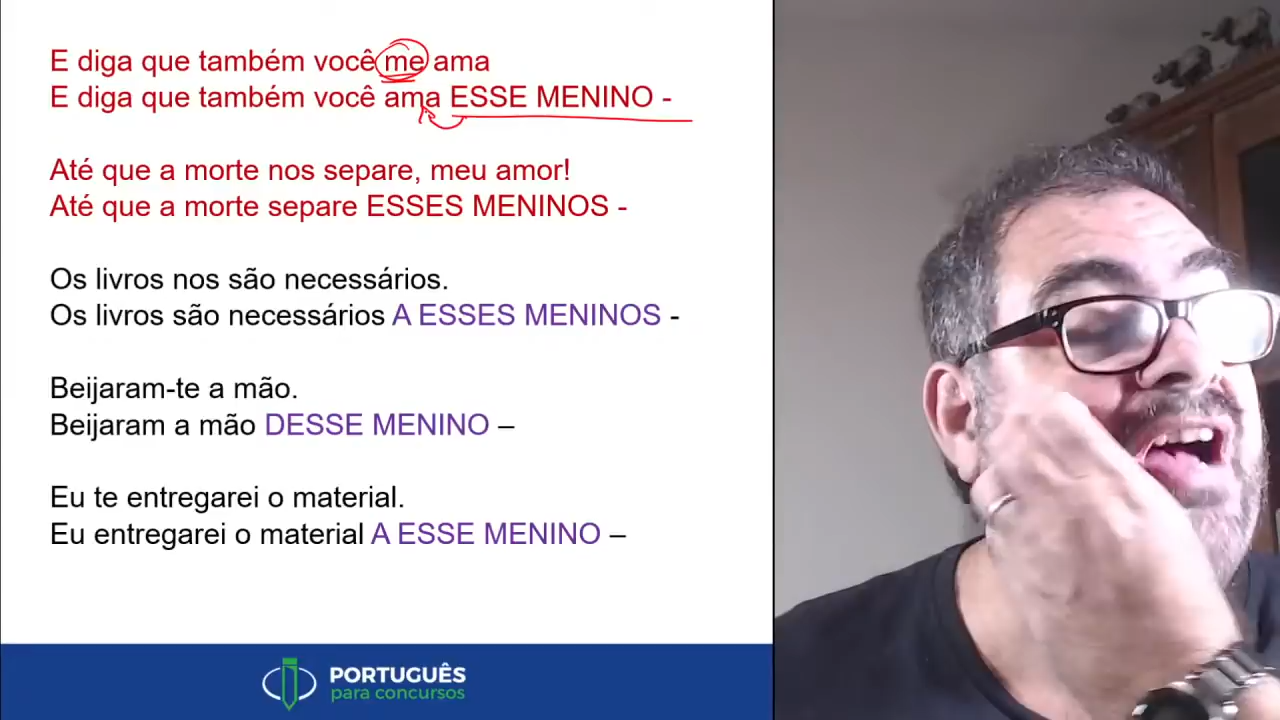 E diga que também você me ama
E diga que também você ama ESSE MENINO -
Até que a morte nos separe, meu amor!
Até que a morte separe ESSES MENINOS -
Os livros nos são necessários.
Os livros são necessários A ESSES MENINOS -
Beijaram-te a mão.
Beijaram a mão DESSE MENINO –
Eu te entregarei o material.
Eu entregarei o material A ESSE MENINO –
PORTUGUÊS
para concursos